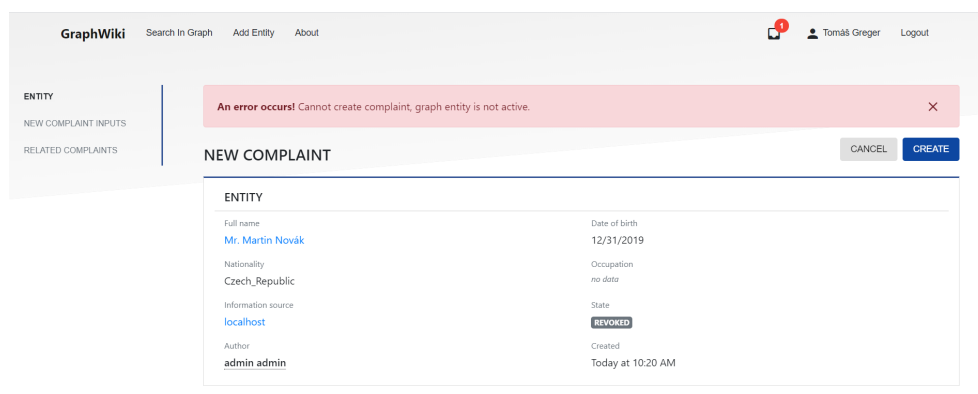 GraphWiki Search In Graph Add Entity About 1 Tomáš Greger Logout
ENTITY
NEW COMPLAINT INPUTS
RELATED COMPLAINTS
An error occurs! Cannot create complaint, graph entity is not active.
NEW COMPLAINT CANCEL CREATE
ENTITY
Full name Date of birth
Mr. Martin Novák 12/31/2019
Nationality Occupation
Czech_Republic no data
Information source State
localhost REVOKED
Author Created
admin admin Today at 10:20 AM